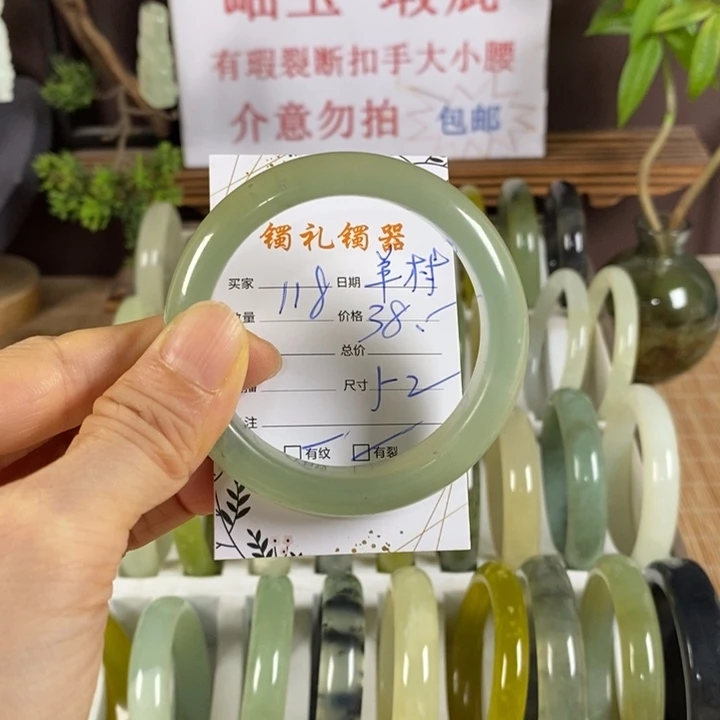 岫玉 瑕疵
有瑕裂断扣手大小腰
介意勿拍 包邮
镯礼镯器
买家 118 日期 羊村
量 价格 38.
总价
尺寸 52
注
有纹 有裂